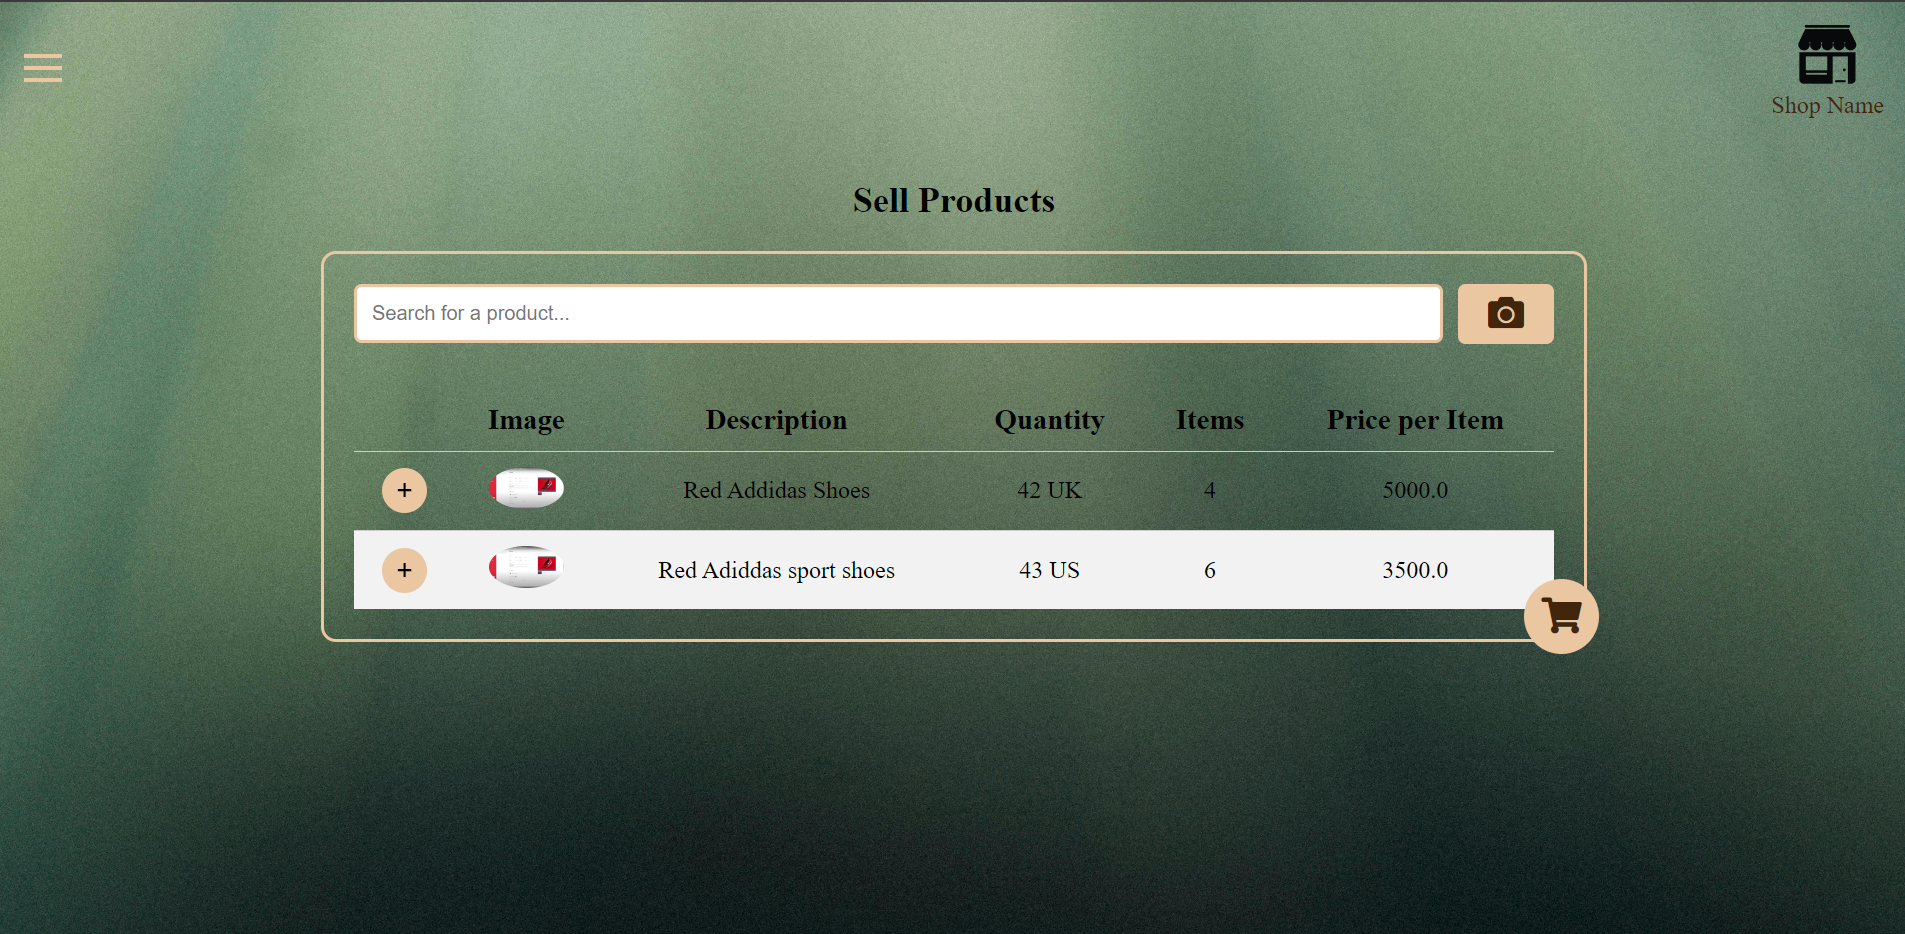 Shop Name
Sell Products
Search for a product...
Image Description Quantity Items Price per Item
+ Red Addidas Shoes 42 UK 4 5000.0
+ Red Adiddas sport shoes 43 US 6 3500.0